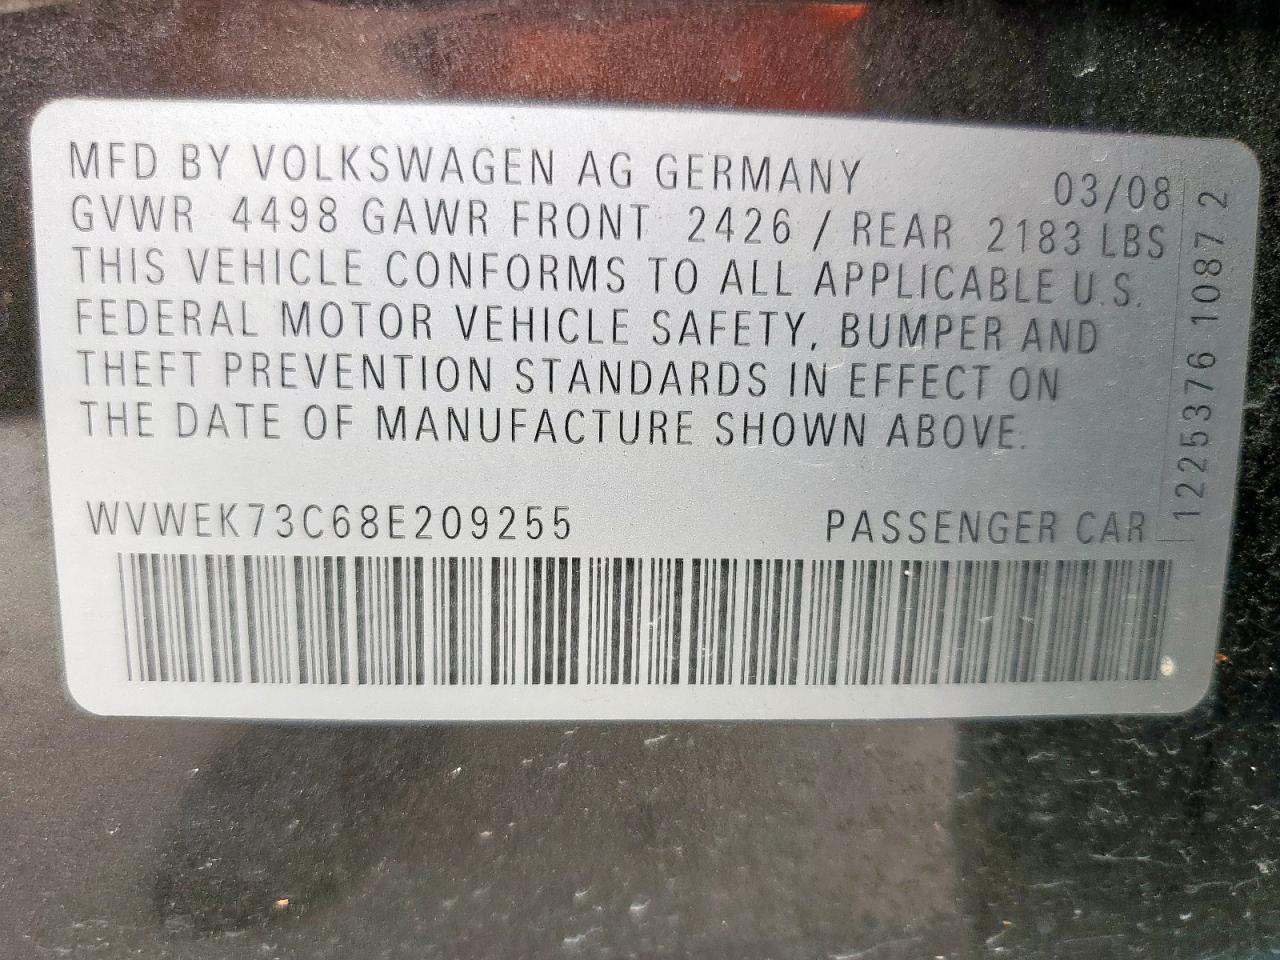 MFD BY VOLKSWAGEN AG GERMANY 03/08
GVWR 4498 GAWR FRONT 2426 / REAR 2183 LBS
THIS VEHICLE CONFORMS TO ALL APPLICABLE U.S.
FEDERAL MOTOR VEHICLE SAFETY, BUMPER AND
THEFT PREVENTION STANDARDS IN EFFECT ON
THE DATE OF MANUFACTURE SHOWN ABOVE.
WVWEK73C68E209255 PASSENGER CAR
1225376 1087 2